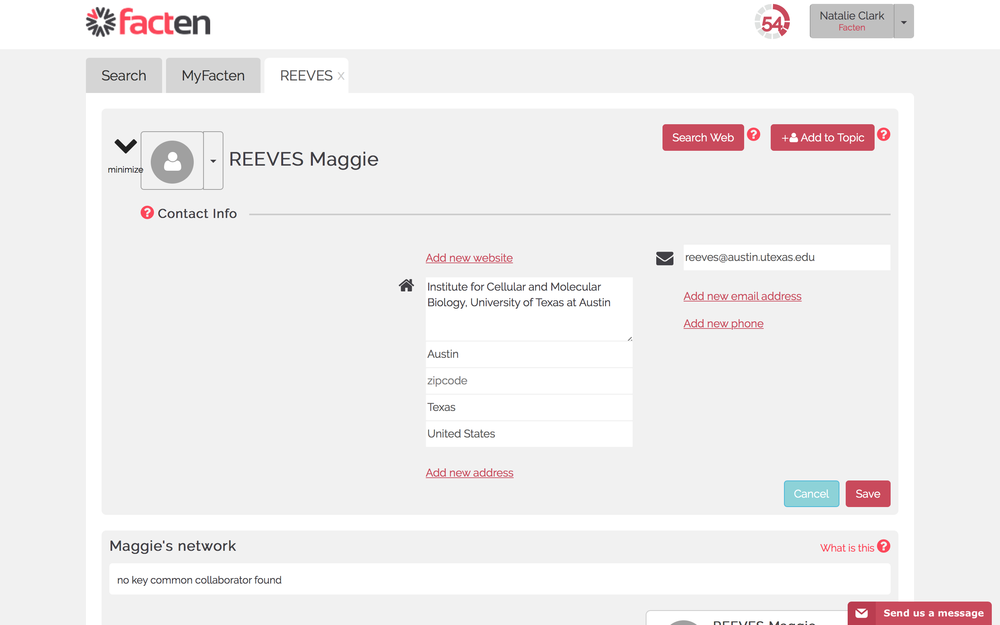 facten
54
Natalie Clark
Facten
Search
MyFacten
REEVES x
minimize
REEVES Maggie
Search Web ?
+ Add to Topic ?
? Contact Info
Add new website
Institute for Cellular and Molecular
Biology, University of Texas at Austin
Austin
zipcode
Texas
United States
Add new address
reeves@austin.utexas.edu
Add new email address
Add new phone
Cancel
Save
Maggie's network
What is this ?
no key common collaborator found
REEVES Maggie
Send us a message